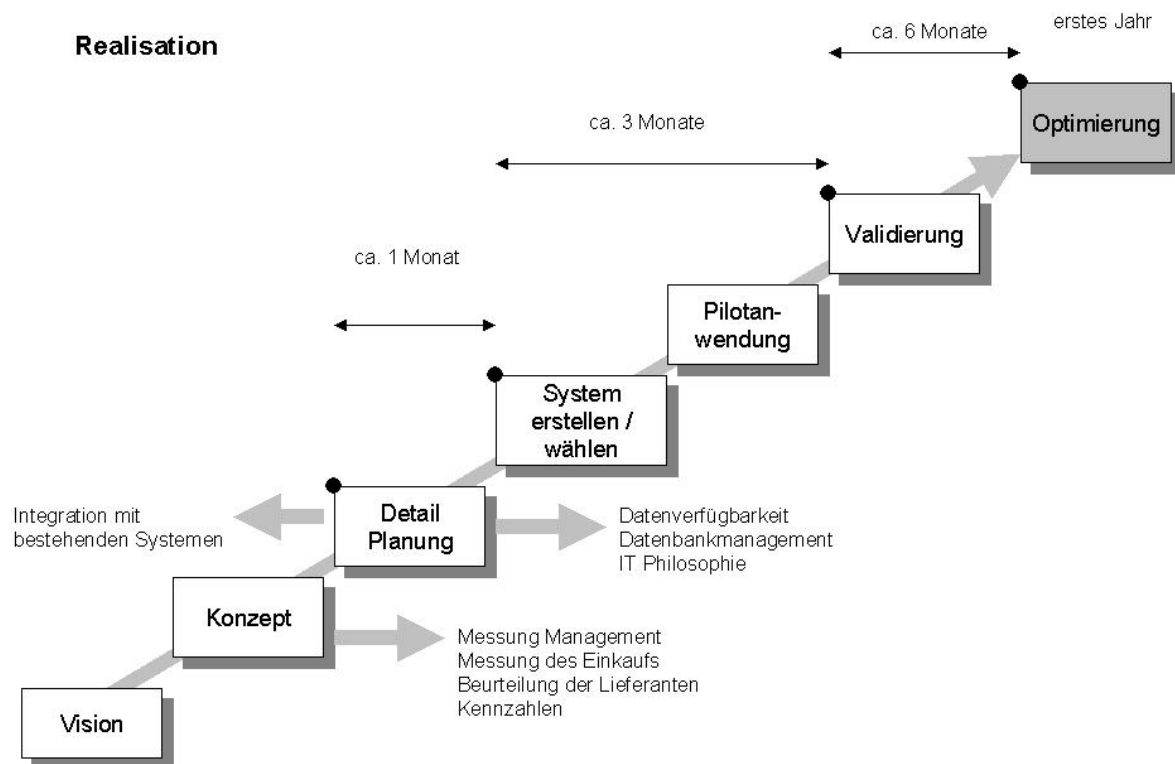 Realisation
ca. 6 Monate
erstes Jahr
Optimierung
ca. 3 Monate
Validierung
ca. 1 Monat
Pilotan-
wendung
System
erstellen /
wählen
Detail
Planung
Integration mit
bestehenden Systemen
Datenverfügbarkeit
Datenbankmanagement
IT Philosophie
Konzept
Messung Management
Messung des Einkaufs
Beurteilung der Lieferanten
Kennzahlen
Vision